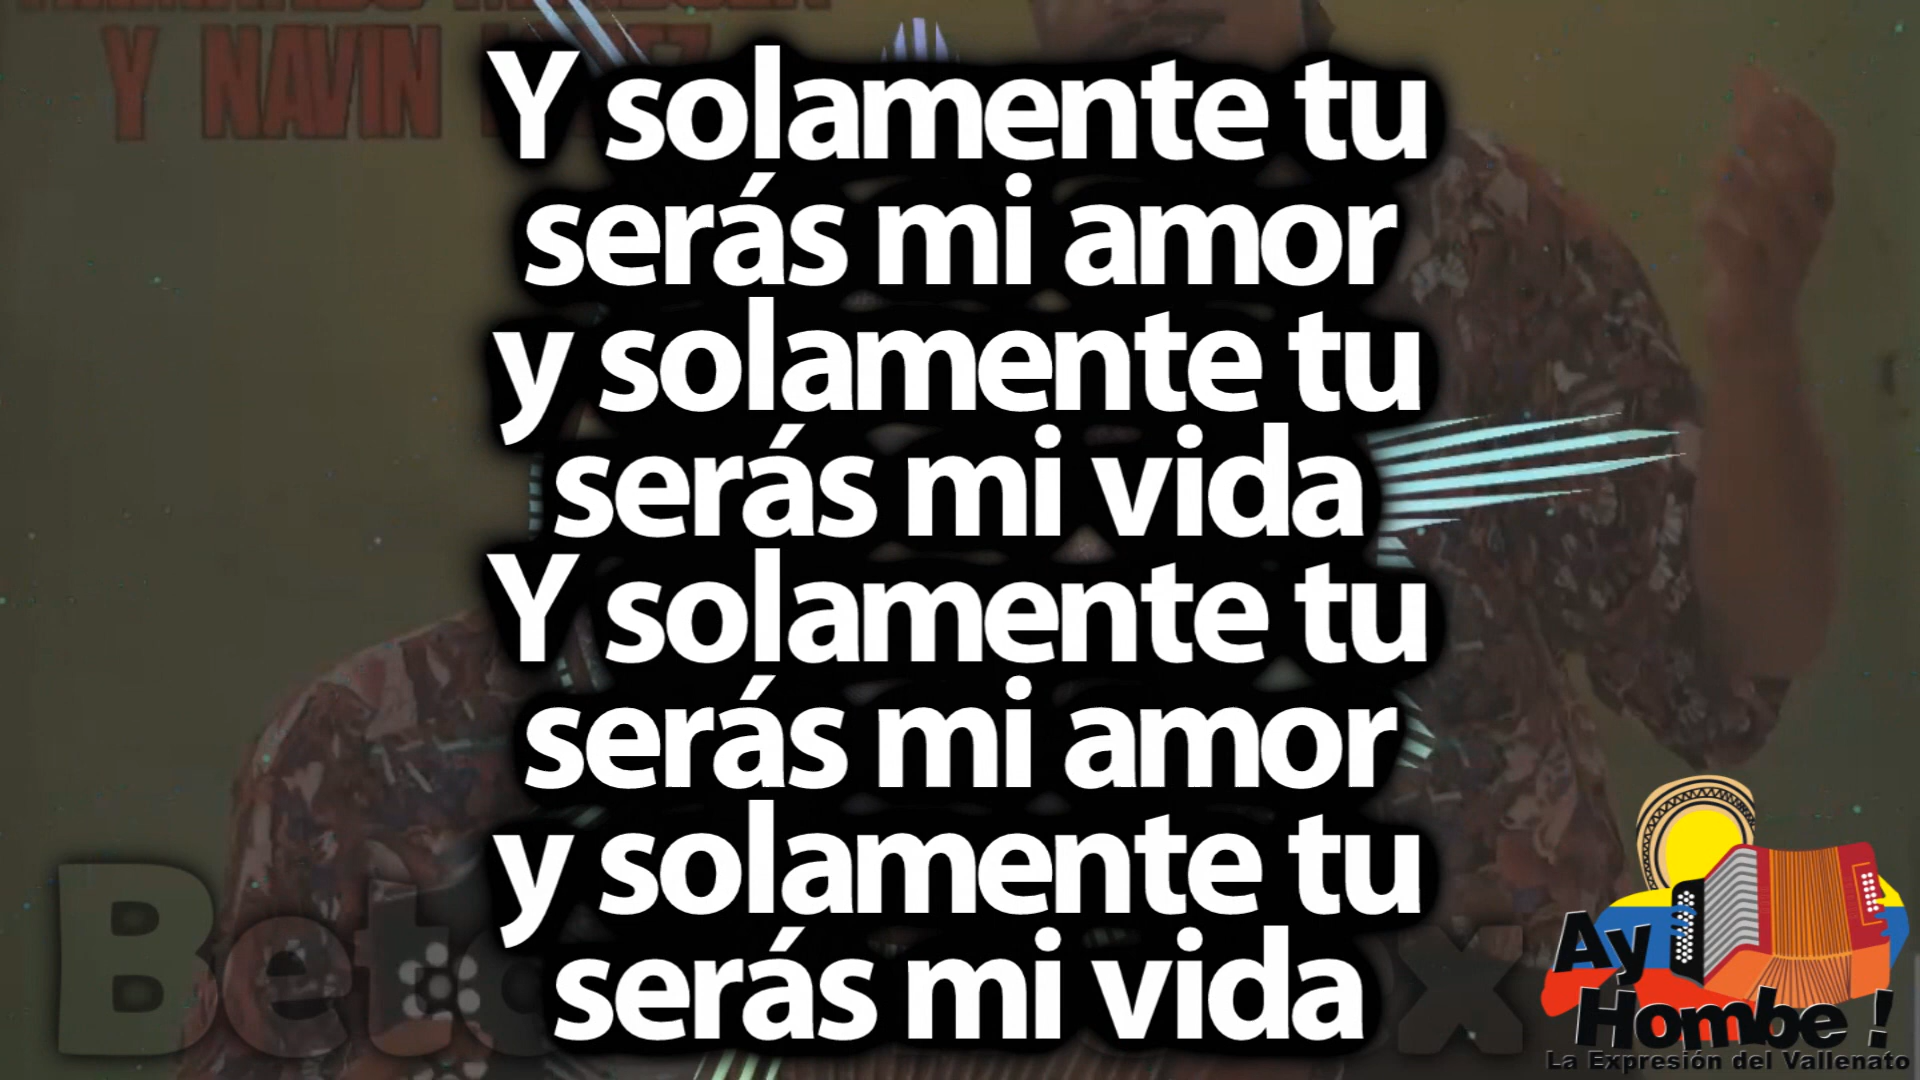 Y NAVIN
Y solamente tu
serás mi amor
y solamente tu
serás mi vida
Y solamente tu
serás mi amor
y solamente tu
serás mi vida
Ay
Hombe !
La Expresión del Vallenato